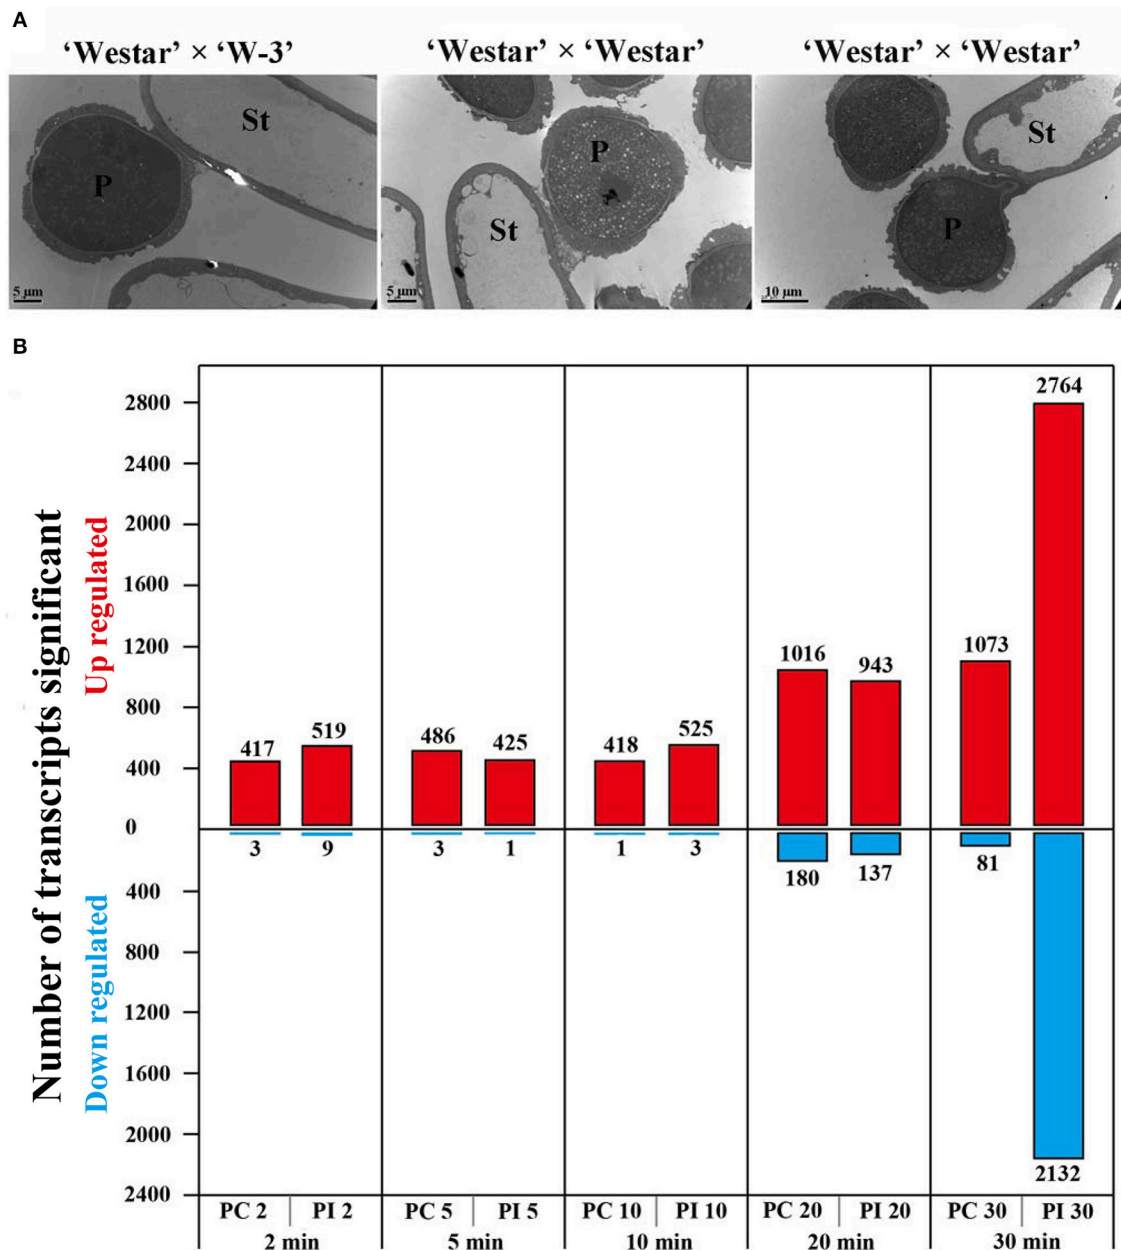 A
‘Westar’ × ‘W-3’
‘Westar’ × ‘Westar’
‘Westar’ × ‘Westar’
St
P
5 µm
P
St
5 µm
St
P
10 µm
B
Number of transcripts significant
Up regulated
Down regulated
2800
2400
2000
1600
1200
800
400
0
400
800
1200
1600
2000
2400
417
519
486
425
418
525
1016
943
1073
2764
3
9
3
1
1
3
180
137
81
2132
PC 2
PI 2
PC 5
PI 5
PC 10
PI 10
PC 20
PI 20
PC 30
PI 30
2 min
5 min
10 min
20 min
30 min